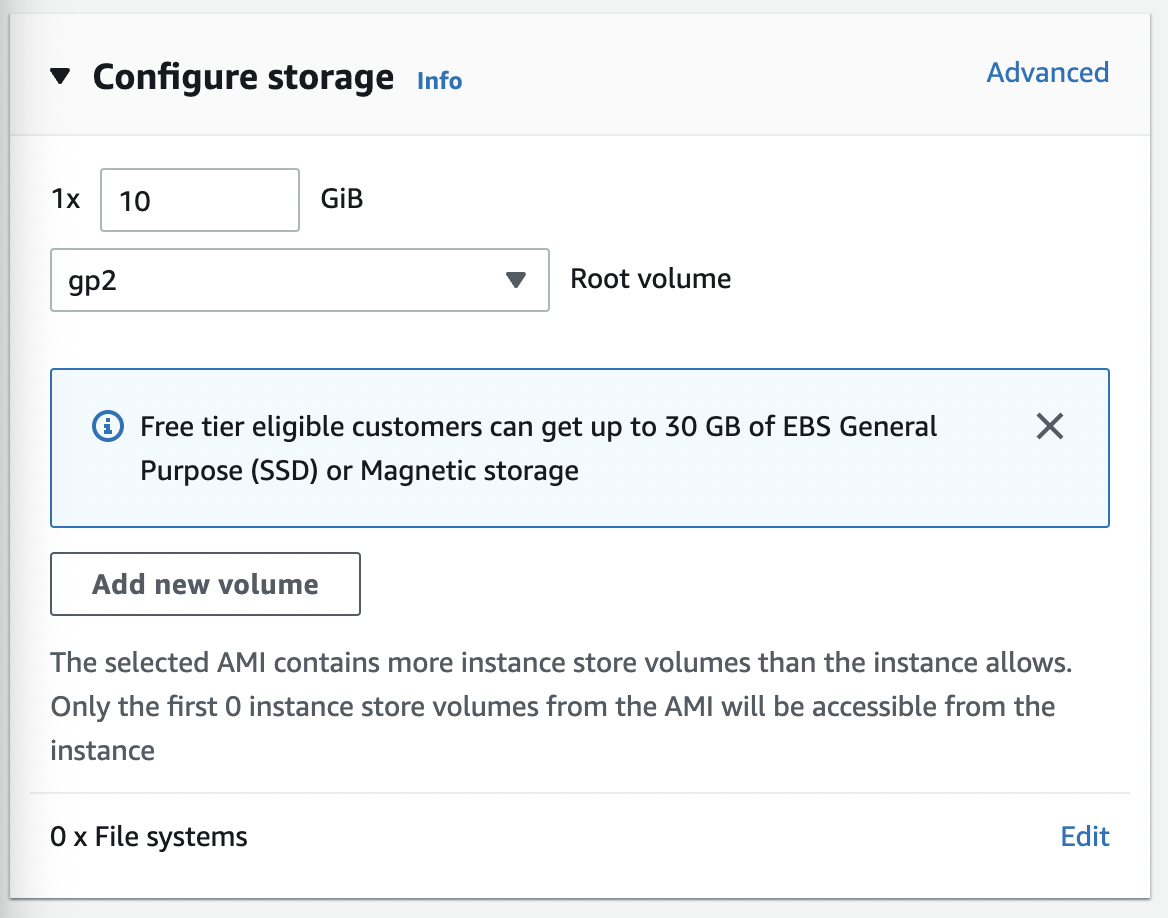 Configure storage Info Advanced
1x 10 GiB
gp2 Root volume
Free tier eligible customers can get up to 30 GB of EBS General
Purpose (SSD) or Magnetic storage
Add new volume
The selected AMI contains more instance store volumes than the instance allows.
Only the first 0 instance store volumes from the AMI will be accessible from the
instance
0 x File systems Edit